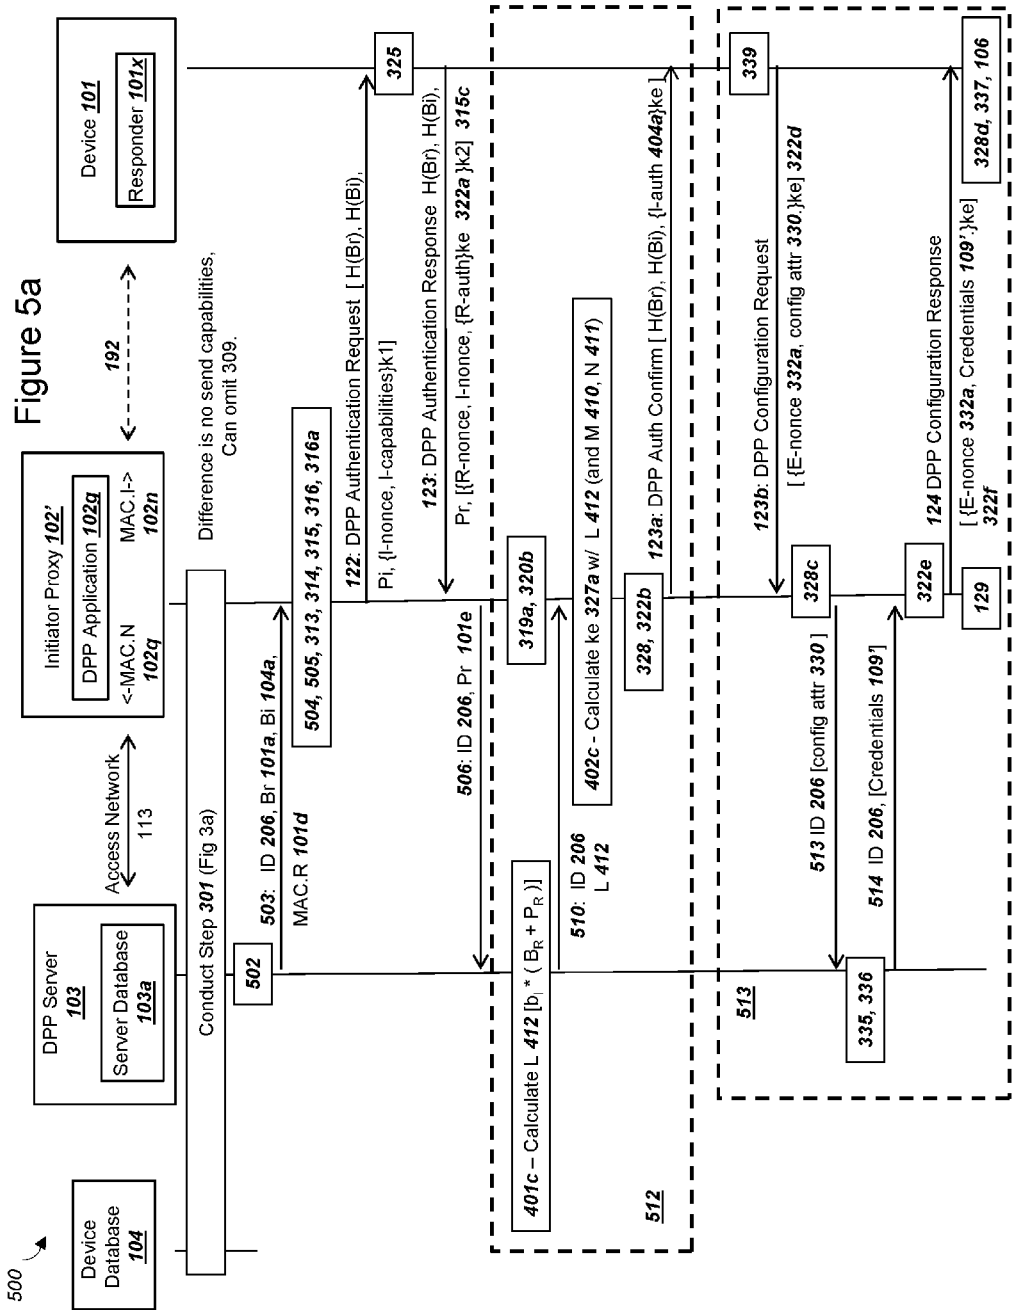 Figure 5a
500
Device
Database
104
DPP Server
103
Server Database
103a
Access Network
113
Initiator Proxy 102'
DPP Application 102g
<-MAC.N
102q
MAC.I->
102n
192
Device 101
Responder 101x
Conduct Step 301 (Fig 3a)
Difference is no send capabilities,
Can omit 309.
502
503: ID 206, Br 101a, Bi 104a,
MAC.R 101d
504, 505, 313, 314, 315, 316, 316a
122: DPP Authentication Request [ H(Br), H(Bi),
Pi, {I-nonce, I-capabilities}k1]
325
123: DPP Authentication Response H(Br), H(Bi),
Pr, [{R-nonce, I-nonce, {R-auth}ke 322a }k2] 315c
506: ID 206, Pr 101e
319a, 320b
401c – Calculate L 412 [bI * ( BR + PR )]
510: ID 206
L 412
402c - Calculate ke 327a w/ L 412 (and M 410, N 411)
328, 322b
123a: DPP Auth Confirm [ H(Br), H(Bi), {I-auth 404a}ke ]
512
339
123b: DPP Configuration Request
[ {E-nonce 332a, config attr 330.}ke] 322d
328c
513
513 ID 206 [config attr 330 ]
335, 336
514 ID 206, [Credentials 109']
322e
124 DPP Configuration Response
[ {E-nonce 332a, Credentials 109'.}ke]
322f
129
328d, 337, 106